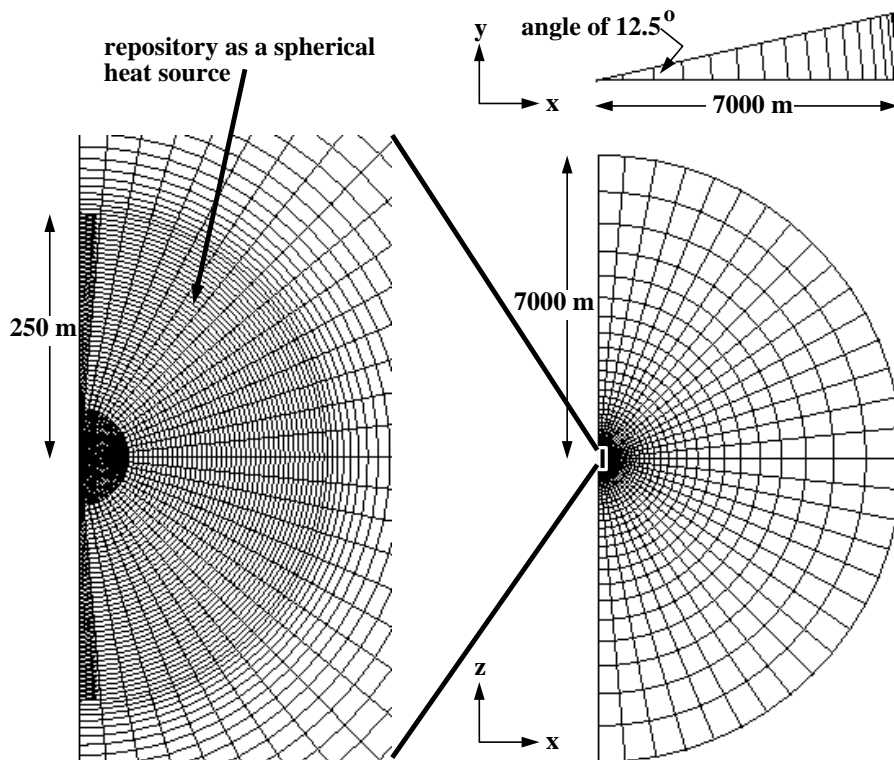 repository as a spherical
heat source
y
angle of 12.5°
x
7000 m
250 m
7000 m
z
x